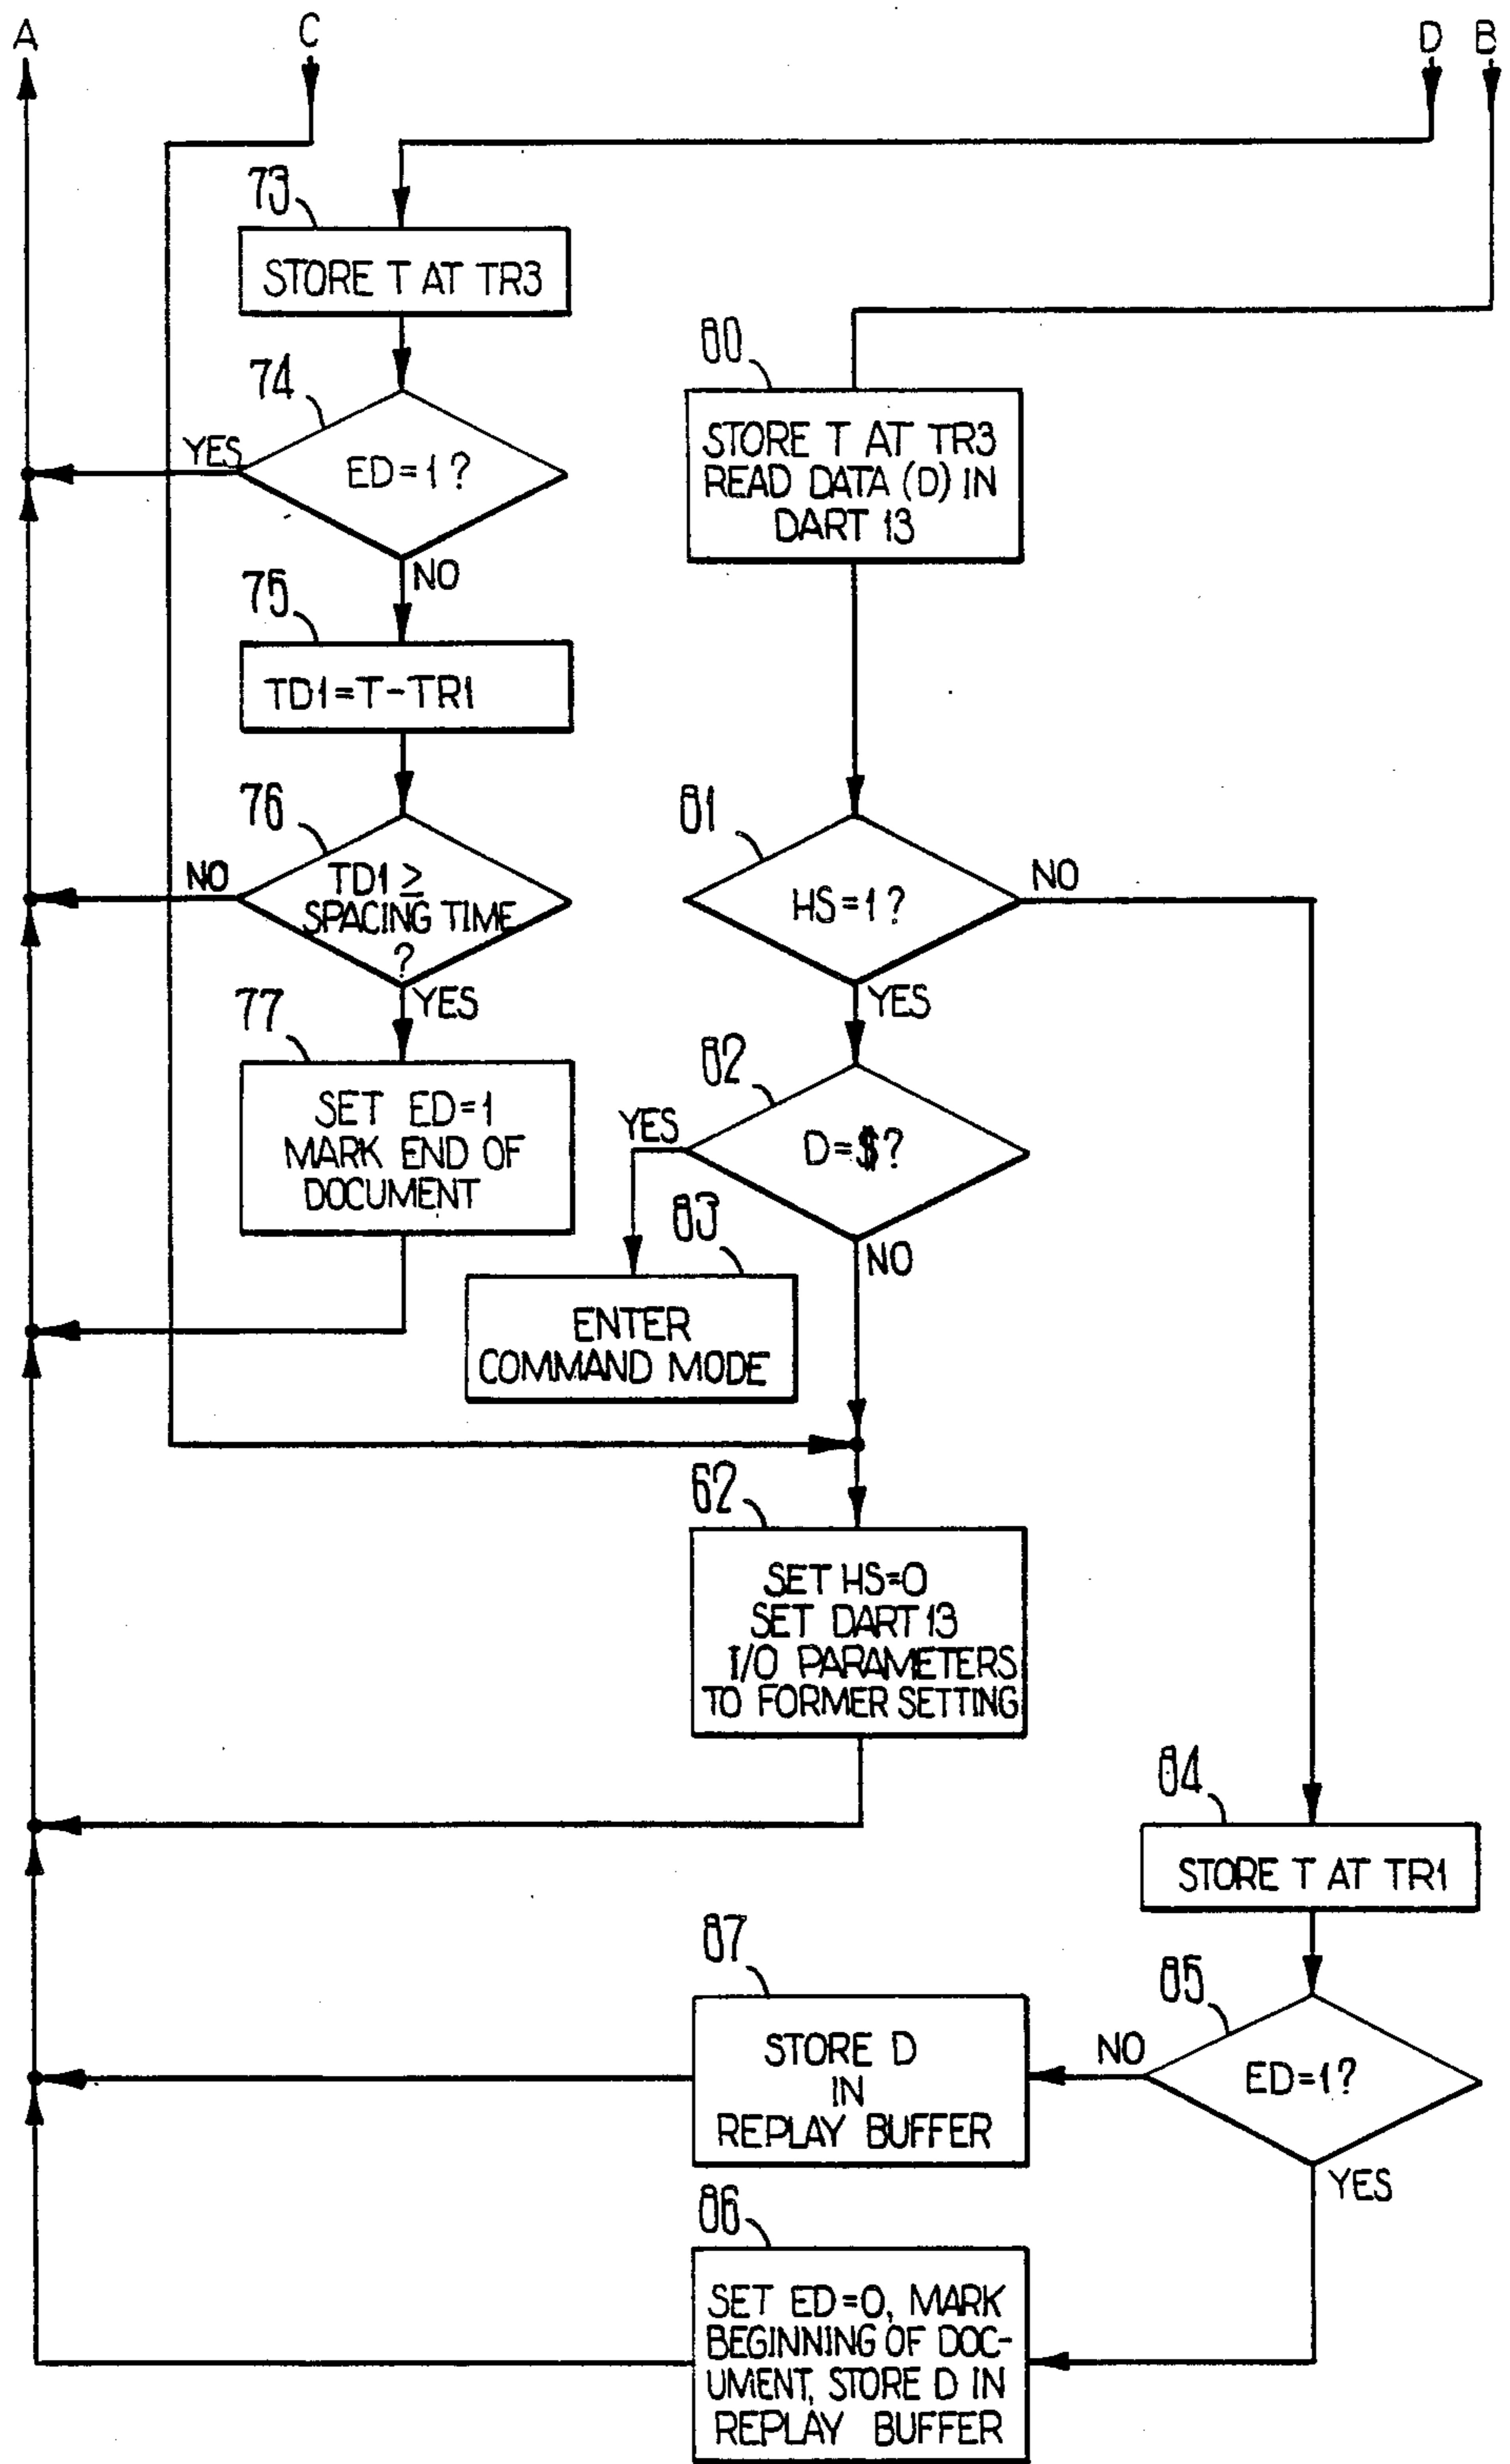 A
C
D
B
73
STORE T AT TR3
74
YES
ED=1?
NO
75
TD1=T-TR1
76
NO
TD1 ≥
SPACING TIME
?
YES
77
SET ED=1
MARK END OF
DOCUMENT
80
STORE T AT TR3
READ DATA (D) IN
DART 13
81
NO
HS=1?
YES
82
YES
D=$?
NO
83
ENTER
COMMAND MODE
62
SET HS=0
SET DART 13
I/O PARAMETERS
TO FORMER SETTING
84
STORE T AT TR1
85
NO
ED=1?
YES
87
STORE D
IN
REPLAY BUFFER
86
SET ED=0, MARK
BEGINNING OF DOC-
UMENT, STORE D IN
REPLAY BUFFER